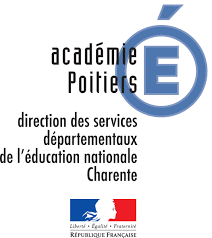 académie
Poitiers
É
direction des services
départementaux
de l'éducation nationale
Charente
Liberté • Égalité • Fraternité
RÉPUBLIQUE FRANÇAISE